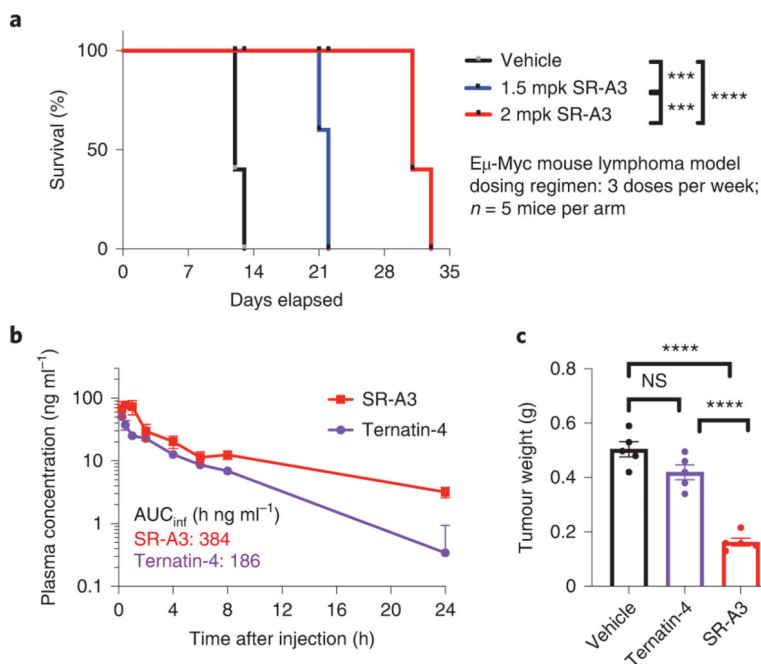 a
Survival (%)
100
50
0
0 7 14 21 28 35
Days elapsed
Vehicle
1.5 mpk SR-A3
2 mpk SR-A3
***
***
****
Eμ-Myc mouse lymphoma model
dosing regimen: 3 doses per week;
n = 5 mice per arm
b
Plasma concentration (ng ml⁻¹)
100
10
1
0.1
0 4 8 12 16 20 24
Time after injection (h)
SR-A3
Ternatin-4
AUCinf (h ng ml⁻¹)
SR-A3: 384
Ternatin-4: 186
c
Tumour weight (g)
0.8
0.6
0.4
0.2
0
****
NS
****
Vehicle
Ternatin-4
SR-A3